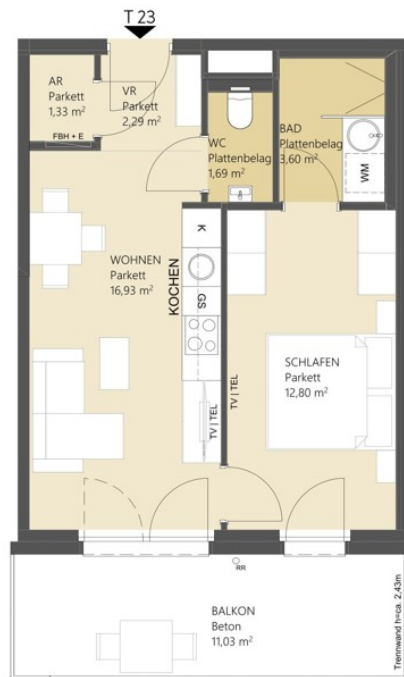 T 23
AR
Parkett
1,33 m²
FBH + E
VR
Parkett
2,29 m²
WC
Plattenbelag
1,69 m²
BAD
Plattenbelag
3,60 m²
WM
WOHNEN
Parkett
16,93 m²
KOCHEN
K
GS
TV | TEL
TV | TEL
SCHLAFEN
Parkett
12,80 m²
RR
BALKON
Beton
11,03 m²
Trennwand h=ca. 2,43m